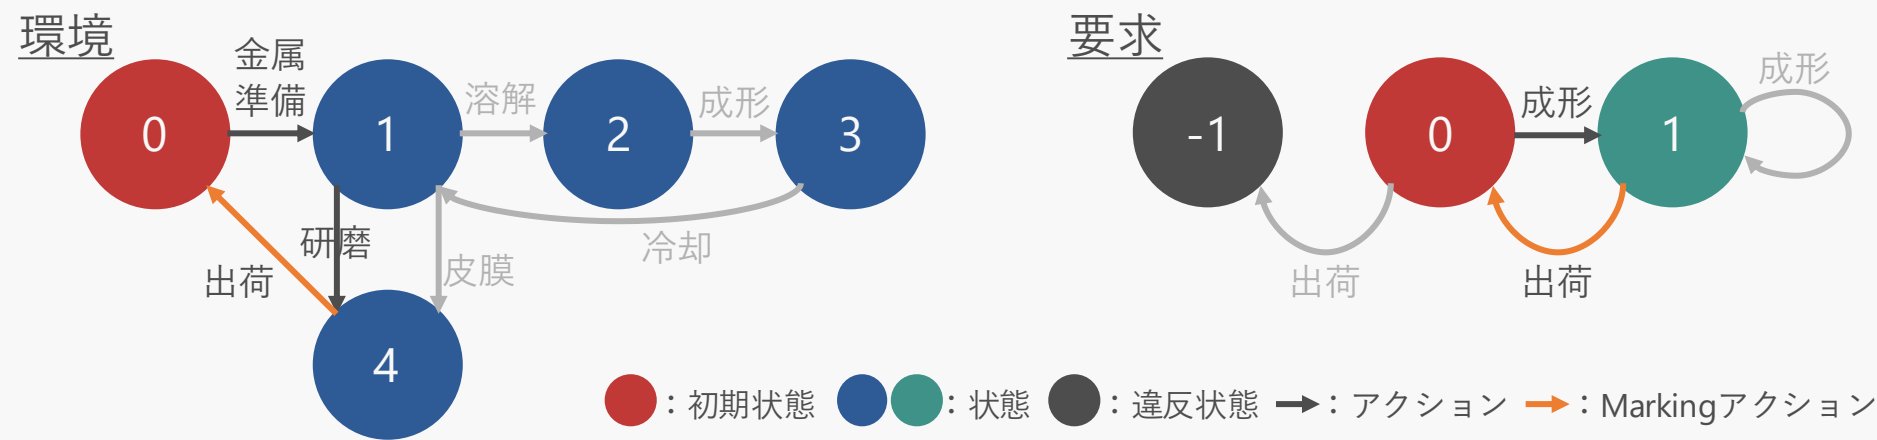 環境
金属
準備
溶解
成形
0
1
2
3
研磨
出荷
皮膜
冷却
4
要求
成形
成形
-1
0
1
出荷
出荷
：初期状態
：状態
：違反状態
：アクション
：Markingアクション